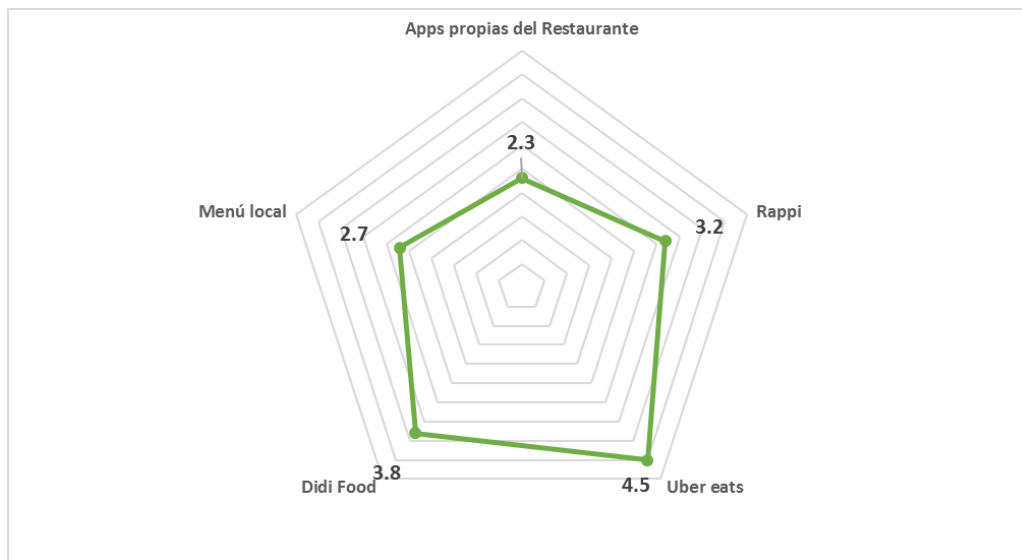 Apps propias del Restaurante
2.3
Menú local
2.7
3.2
Rappi
Didi Food
3.8
4.5
Uber eats